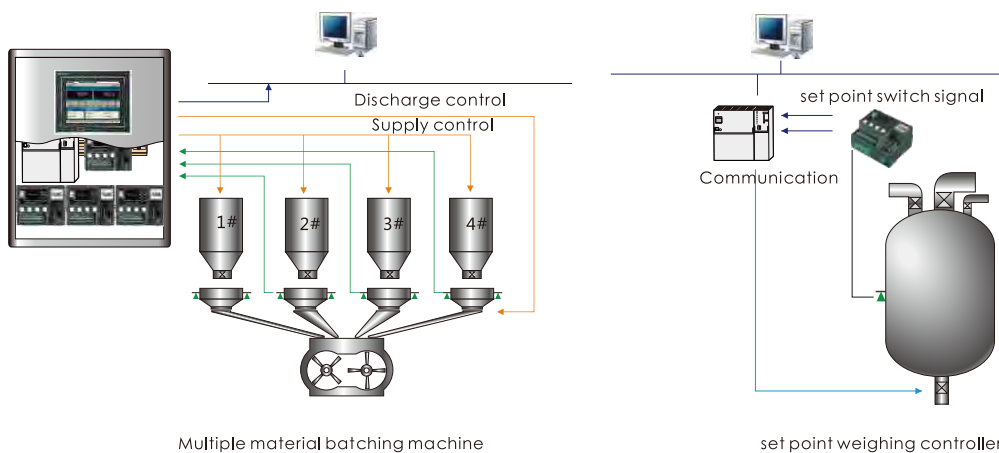 Discharge control
Supply control
1#
2#
3#
4#
Multiple material batching machine
set point switch signal
Communication
set point weighing controller